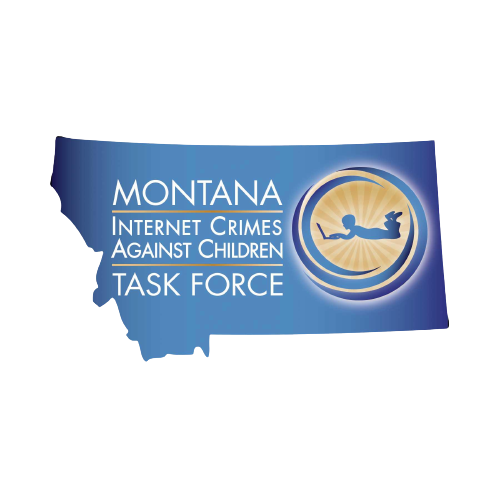 MONTANA
INTERNET CRIMES
AGAINST CHILDREN
TASK FORCE